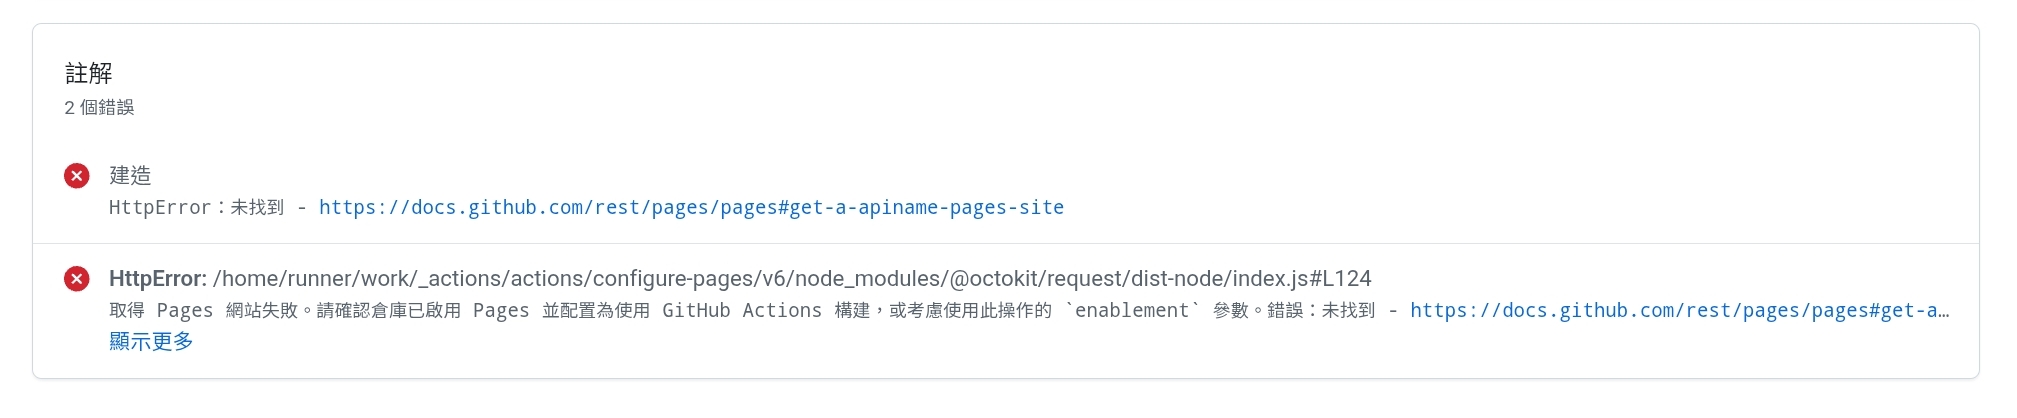 註解
2 個錯誤
建造
HttpError：未找到 - https://docs.github.com/rest/pages/pages#get-a-apiname-pages-site
HttpError: /home/runner/work/_actions/actions/configure-pages/v6/node_modules/@octokit/request/dist-node/index.js#L124
取得 Pages 網站失敗。請確認倉庫已啟用 Pages 並配置為使用 GitHub Actions 構建，或考慮使用此操作的 `enablement` 參數。錯誤：未找到 - https://docs.github.com/rest/pages/pages#get-a…
顯示更多